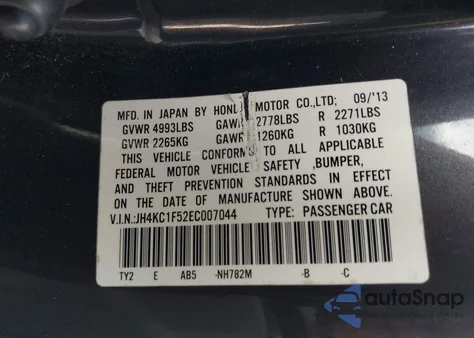 MFD. IN JAPAN BY HON MOTOR CO.,LTD; 09/'13
GVWR 4993LBS GAWR 2778LBS R 2271LBS
GVWR 2265KG GAWR 1260KG R 1030KG
THIS VEHICLE CONFORMS TO ALL APPLICABLE
FEDERAL MOTOR VEHICLE SAFETY ,BUMPER,
AND THEFT PREVENTION STANDARDS IN EFFECT
ON THE DATE OF MANUFACTURE SHOWN ABOVE.
V.I.N.:JH4KC1F52EC007044 TYPE: PASSENGER CAR
TY2 E AB5 -NH782M -B -C
autoSnap